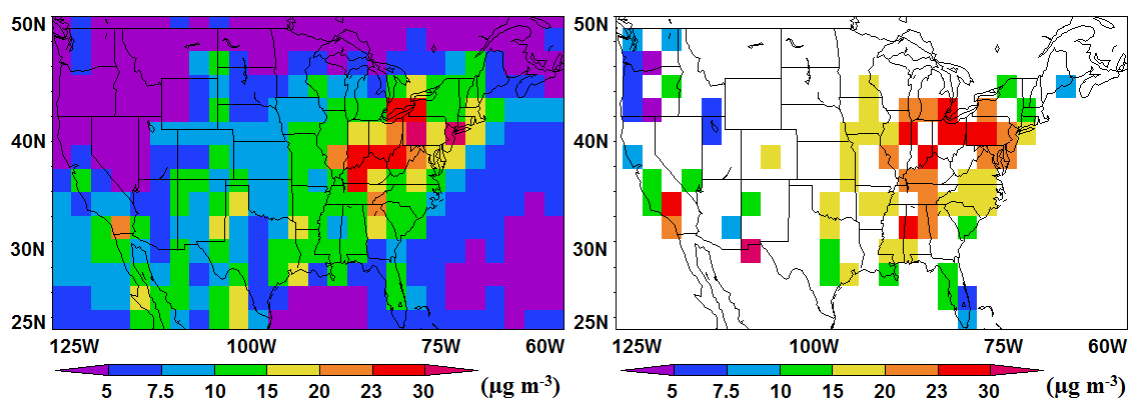 50N 50N
40N 40N
30N 30N
25N 25N
125W 100W 75W 60W 125W 100W 75W 60W
5 7.5 10 15 20 23 30 (µg m-3) 5 7.5 10 15 20 23 30 (µg m-3)